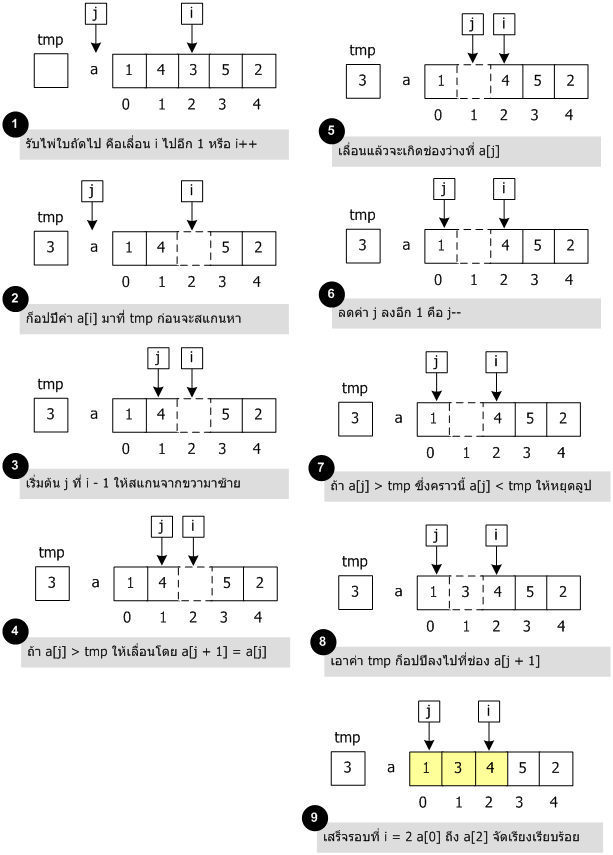 j i
tmp
a 1 4 3 5 2
0 1 2 3 4
1
รับไพ่ใบถัดไป คือเลื่อน i ไปอีก 1 หรือ i++
j i
tmp
3 a 1 4 5 2
0 1 2 3 4
2
ก็อปปีค่า a[i] มาที่ tmp ก่อนจะสแกนหา
j i
tmp
3 a 1 4 5 2
0 1 2 3 4
3
เริ่มต้น j ที่ i - 1 ให้สแกนจากขวามาซ้าย
j i
tmp
3 a 1 4 5 2
0 1 2 3 4
4
ถ้า a[j] > tmp ให้เลื่อนโดย a[j + 1] = a[j]
j i
tmp
3 a 1 4 5 2
0 1 2 3 4
5
เลื่อนแล้วจะเกิดช่องว่างที่ a[j]
j i
tmp
3 a 1 4 5 2
0 1 2 3 4
6
ลดค่า j ลงอีก 1 คือ j--
j i
tmp
3 a 1 4 5 2
0 1 2 3 4
7
ถ้า a[j] > tmp ซึ่งคราวนี้ a[j] < tmp ให้หยุดลูป
j i
tmp
3 a 1 3 4 5 2
0 1 2 3 4
8
เอาค่า tmp ก็อปปีลงไปที่ช่อง a[j + 1]
j i
tmp
3 a 1 3 4 5 2
0 1 2 3 4
9
เสร็จรอบที่ i = 2 a[0] ถึง a[2] จัดเรียงเรียบร้อย